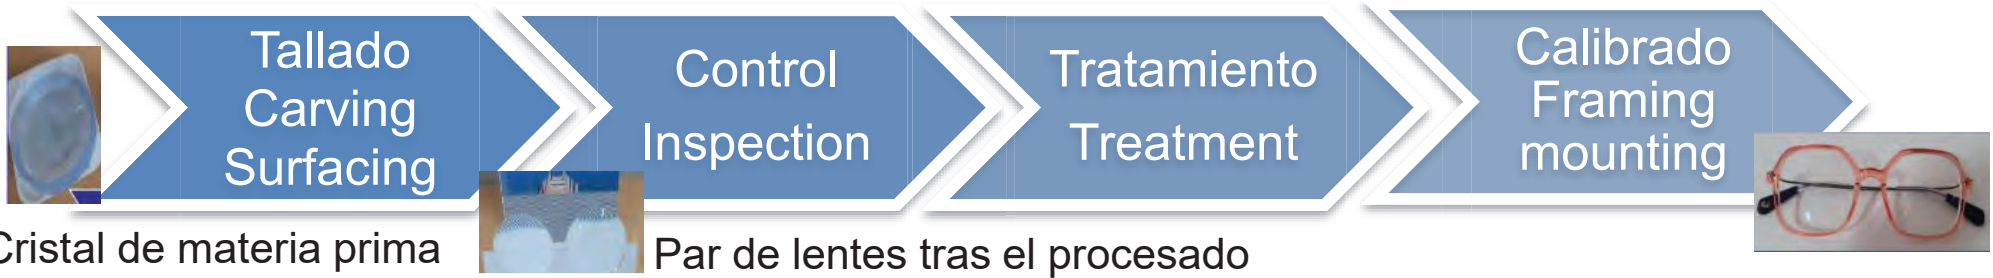 Tallado
Carving
Surfacing
Control
Inspection
Tratamiento
Treatment
Calibrado
Framing
mounting
Cristal de materia prima
Par de lentes tras el procesado